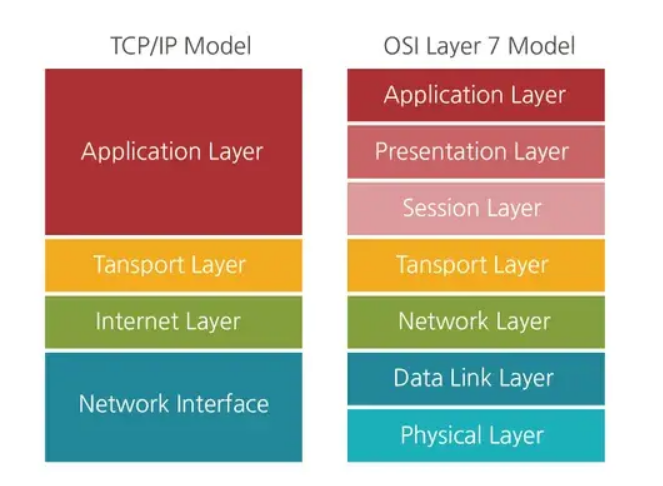 TCP/IP Model
Application Layer
Tansport Layer
Internet Layer
Network Interface
OSI Layer 7 Model
Application Layer
Presentation Layer
Session Layer
Tansport Layer
Network Layer
Data Link Layer
Physical Layer